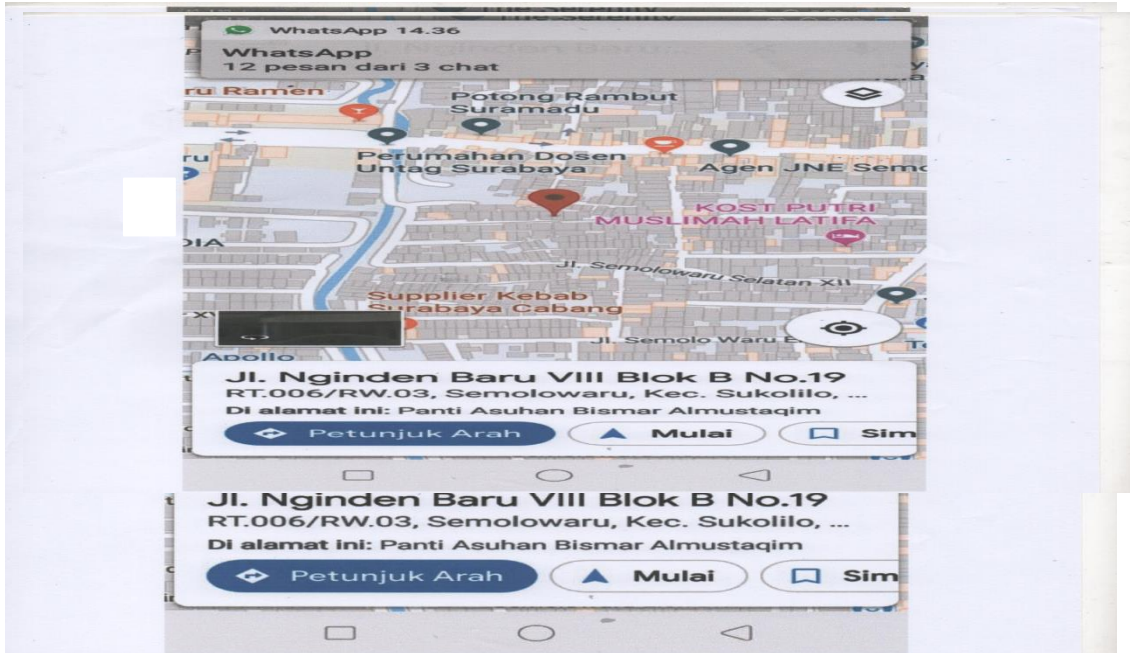 WhatsApp 14.36
WhatsApp
12 pesan dari 3 chat
ru Ramen
Potong Rambut
Suramadu
ru
Perumahan Dosen
Untag Surabaya
Agen JNE Semo
KOST PUTRI
MUSLIMAH LATIFA
DIA
Jl. Semolowaru Selatan XII
Supplier Kebab
Surabaya Cabang
Jl. Semolo Waru
Apollo
Jl. Nginden Baru VIII Blok B No.19
RT.006/RW.03, Semolowaru, Kec. Sukolilo, ...
Di alamat ini: Panti Asuhan Bismar Almustaqim
Petunjuk Arah
Mulai
Sim
Jl. Nginden Baru VIII Blok B No.19
RT.006/RW.03, Semolowaru, Kec. Sukolilo, ...
Di alamat ini: Panti Asuhan Bismar Almustaqim
Petunjuk Arah
Mulai
Sim